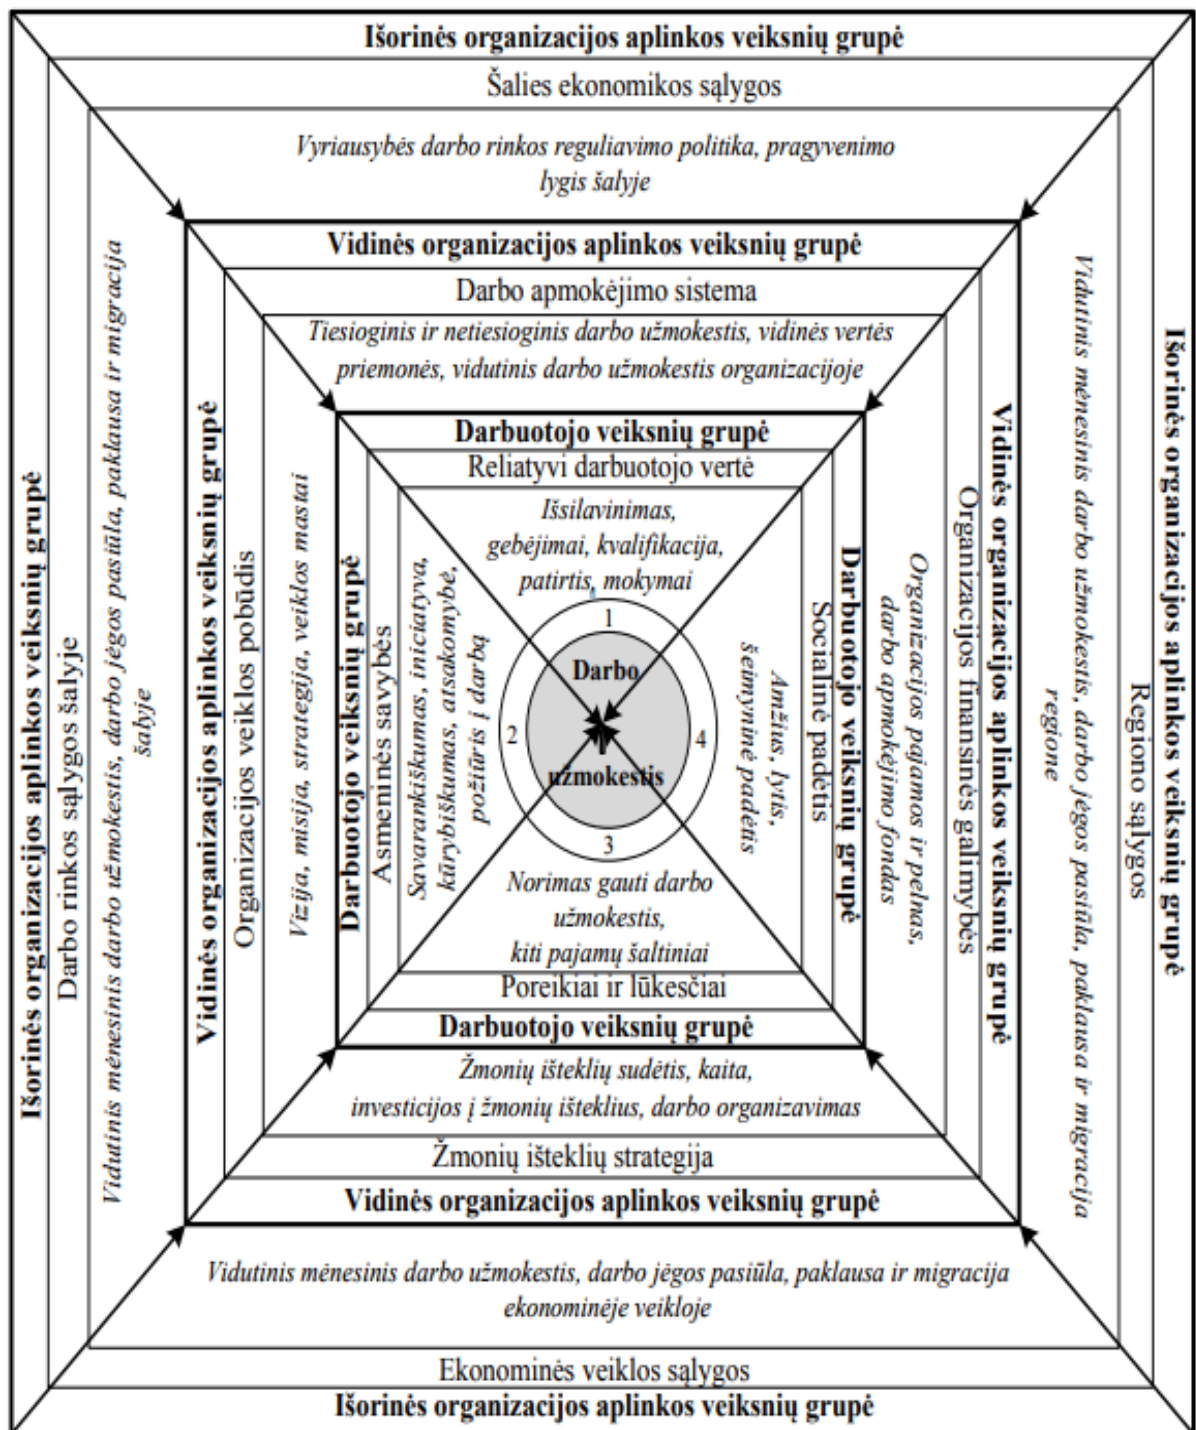 Išorinės organizacijos aplinkos veiksnių grupė
Šalies ekonomikos sąlygos
Vyriausybės darbo rinkos reguliavimo politika, pragyvenimo
lygis šalyje
Išorinės organizacijos aplinkos veiksnių grupė
Darbo rinkos sąlygos šalyje
Vidutinis mėnesinis darbo užmokestis, darbo jėgos pasiūla, paklausa ir migracija
šalyje
Vidinės organizacijos aplinkos veiksnių grupė
Darbo apmokėjimo sistema
Tiesioginis ir netiesioginis darbo užmokestis, vidinės vertės
priemonės, vidutinis darbo užmokestis organizacijoje
Vidinės organizacijos aplinkos veiksnių grupė
Organizacijos veiklos pobūdis
Vizija, misija, strategija, veiklos mastai
Darbuotojo veiksnių grupė
Reliatyvi darbuotojo vertė
Išsilavinimas,
gebėjimai, kvalifikacija,
patirtis, mokymai
Darbuotojo veiksnių grupė
Asmeninės savybės
Savarankiškumas, iniciatyva,
kūrybiškumas, atsakomybė,
požiūris į darbą
1
Darbo
2
4
užmokestis
3
Amžius, lytis,
šeimyninė padėtis
Socialinė padėtis
Darbuotojo veiksnių grupė
Norimas gauti darbo
užmokestis,
kiti pajamų šaltiniai
Poreikiai ir lūkesčiai
Darbuotojo veiksnių grupė
Organizacijos pajamos ir pelnas,
darbo apmokėjimo fondas
Organizacijos finansinės galimybės
Vidinės organizacijos aplinkos veiksnių grupė
Žmonių išteklių sudėtis, kaita,
investicijos į žmonių išteklius, darbo organizavimas
Žmonių išteklių strategija
Vidinės organizacijos aplinkos veiksnių grupė
Vidutinis mėnesinis darbo užmokestis, darbo jėgos pasiūla, paklausa ir migracija
regione
Regiono sąlygos
Išorinės organizacijos aplinkos veiksnių grupė
Vidutinis mėnesinis darbo užmokestis, darbo jėgos pasiūla, paklausa ir migracija
ekonominėje veikloje
Ekonominės veiklos sąlygos
Išorinės organizacijos aplinkos veiksnių grupė